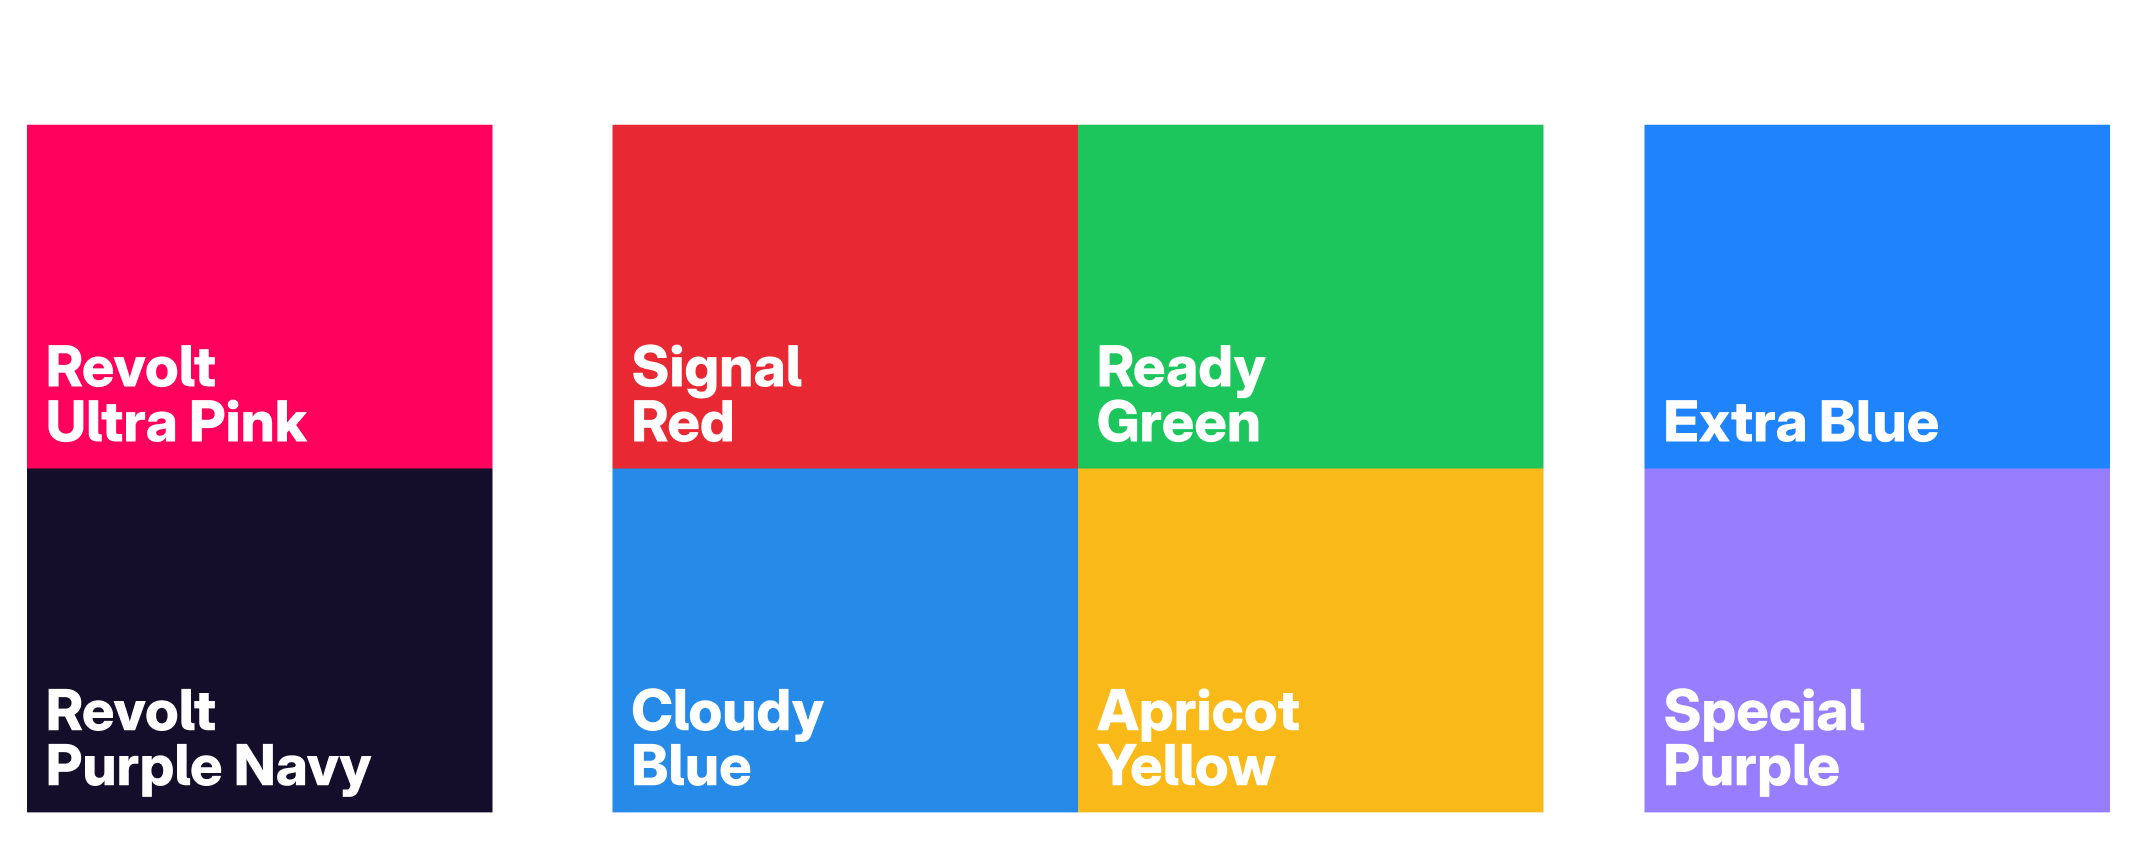 Revolt
Ultra Pink
Revolt
Purple Navy
Signal
Red
Ready
Green
Cloudy
Blue
Apricot
Yellow
Extra Blue
Special
Purple